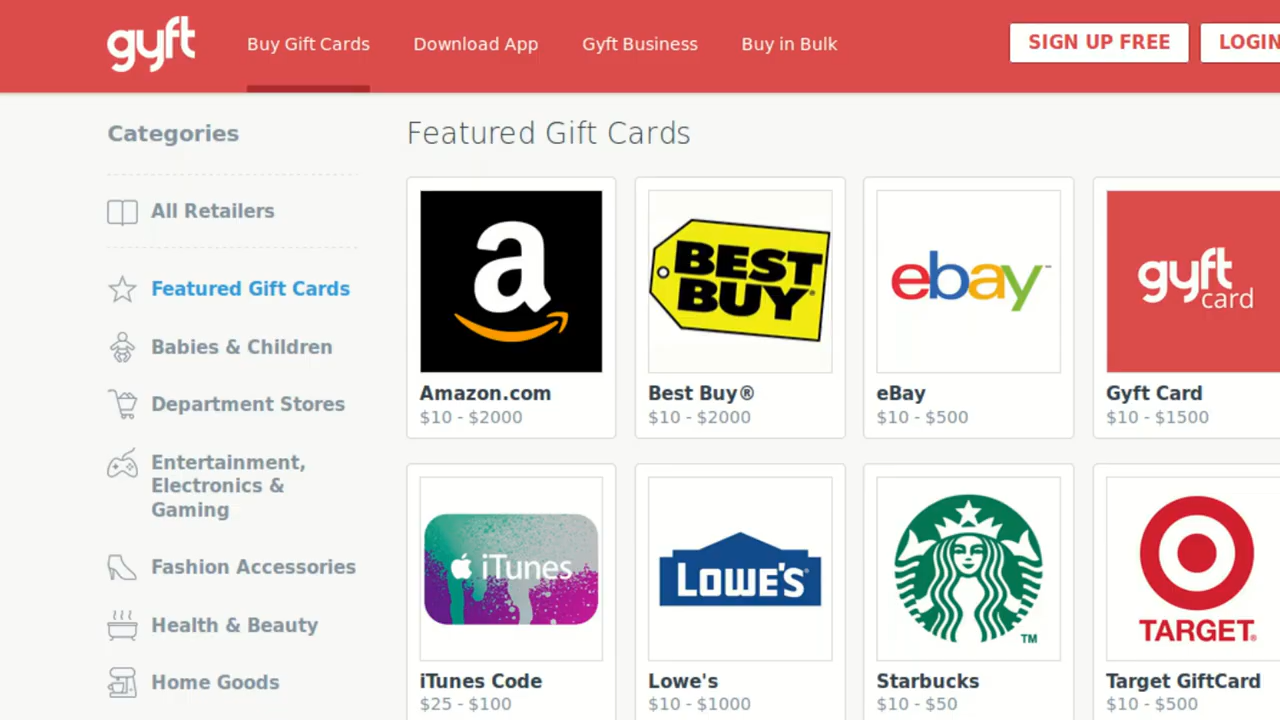 gyft
Buy Gift Cards
Download App
Gyft Business
Buy in Bulk
SIGN UP FREE
LOGIN
Categories
All Retailers
Featured Gift Cards
Babies & Children
Department Stores
Entertainment,
Electronics &
Gaming
Fashion Accessories
Health & Beauty
Home Goods
Featured Gift Cards
a
Amazon.com
$10 - $2000
BEST
BUY®
Best Buy®
$10 - $2000
ebay™
eBay
$10 - $500
gyft
card
Gyft Card
$10 - $1500
iTunes
iTunes Code
$25 - $100
LOWE'S®
Lowe's
$10 - $1000
TM
Starbucks
$10 - $50
TARGET®
Target GiftCard
$10 - $500